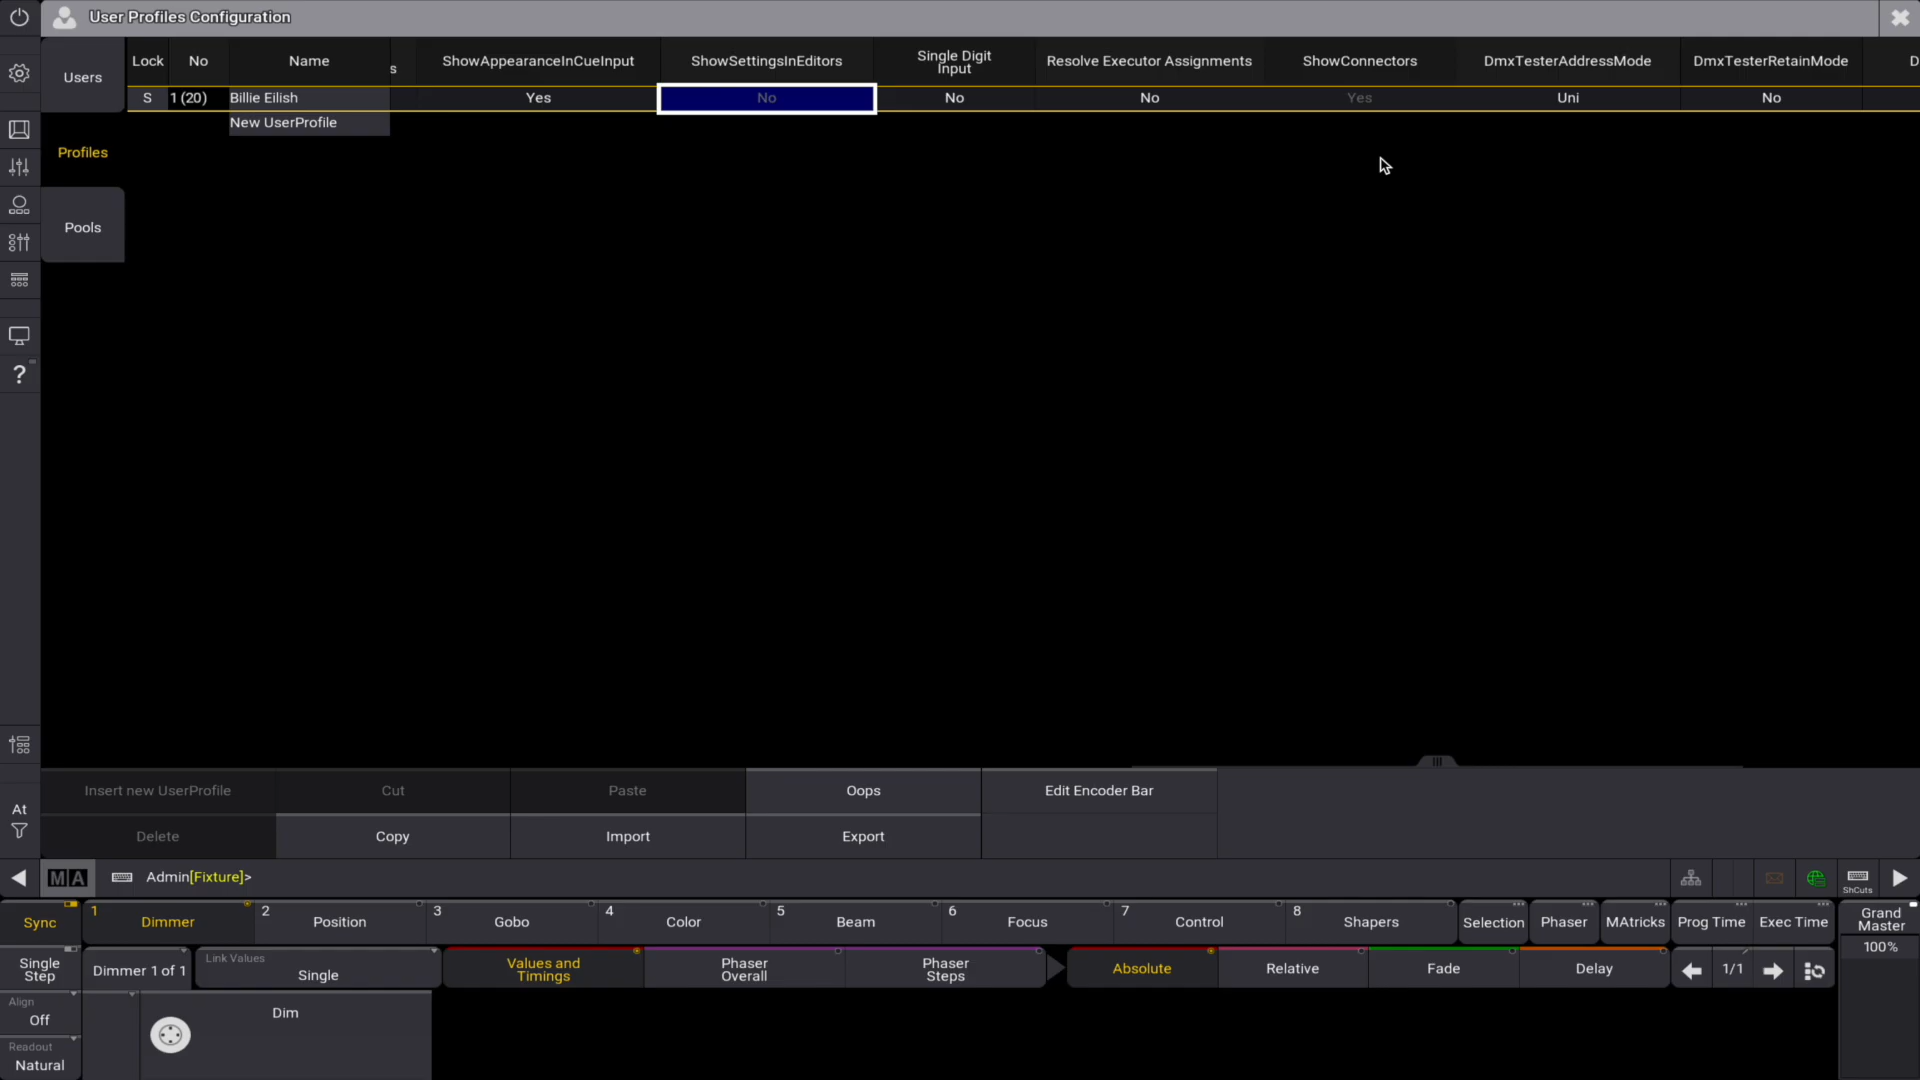 User Profiles Configuration
Users
Profiles
Pools
Lock
No
Name
s
ShowAppearanceInCueInput
ShowSettingsInEditors
Single Digit
Input
Resolve Executor Assignments
ShowConnectors
DmxTesterAddressMode
DmxTesterRetainMode
D
S
1 (20)
Billie Eilish
Yes
No
No
No
Yes
Uni
No
New UserProfile
?
At
Insert new UserProfile
Cut
Paste
Oops
Edit Encoder Bar
Delete
Copy
Import
Export
MA
Admin[Fixture]>
ShCuts
Sync
1
Dimmer
2
Position
3
Gobo
4
Color
5
Beam
6
Focus
7
Control
8
Shapers
Selection
Phaser
MAtricks
Prog Time
Exec Time
Grand
Master
100%
Single
Step
Dimmer 1 of 1
Link Values
Single
Values and
Timings
Phaser
Overall
Phaser
Steps
Absolute
Relative
Fade
Delay
1/1
Align
Off
Dim
Readout
Natural